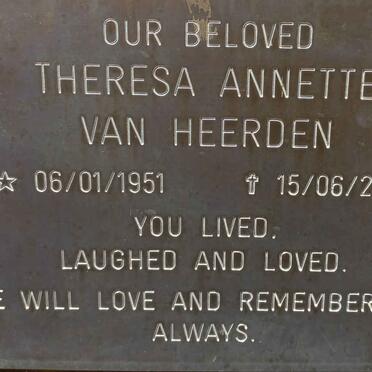 OUR BELOVED
THERESA ANNETTE
VAN HEERDEN
☆ 06/01/1951 ✝ 15/06/2
YOU LIVED.
LAUGHED AND LOVED.
E WILL LOVE AND REMEMBER
ALWAYS.